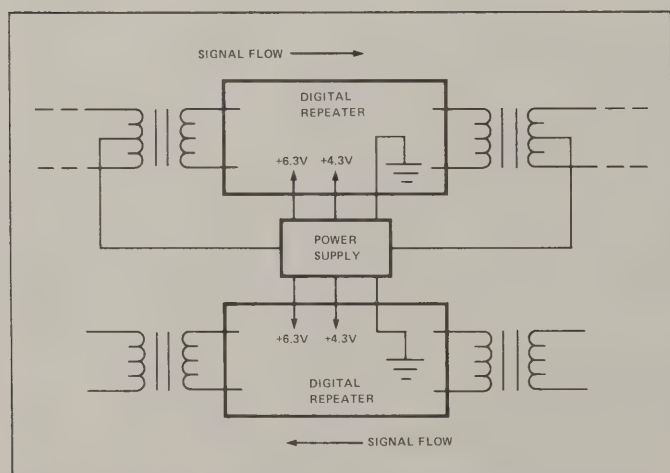 SIGNAL FLOW
DIGITAL
REPEATER
+6.3V +4.3V
POWER
SUPPLY
+6.3V +4.3V
DIGITAL
REPEATER
SIGNAL FLOW